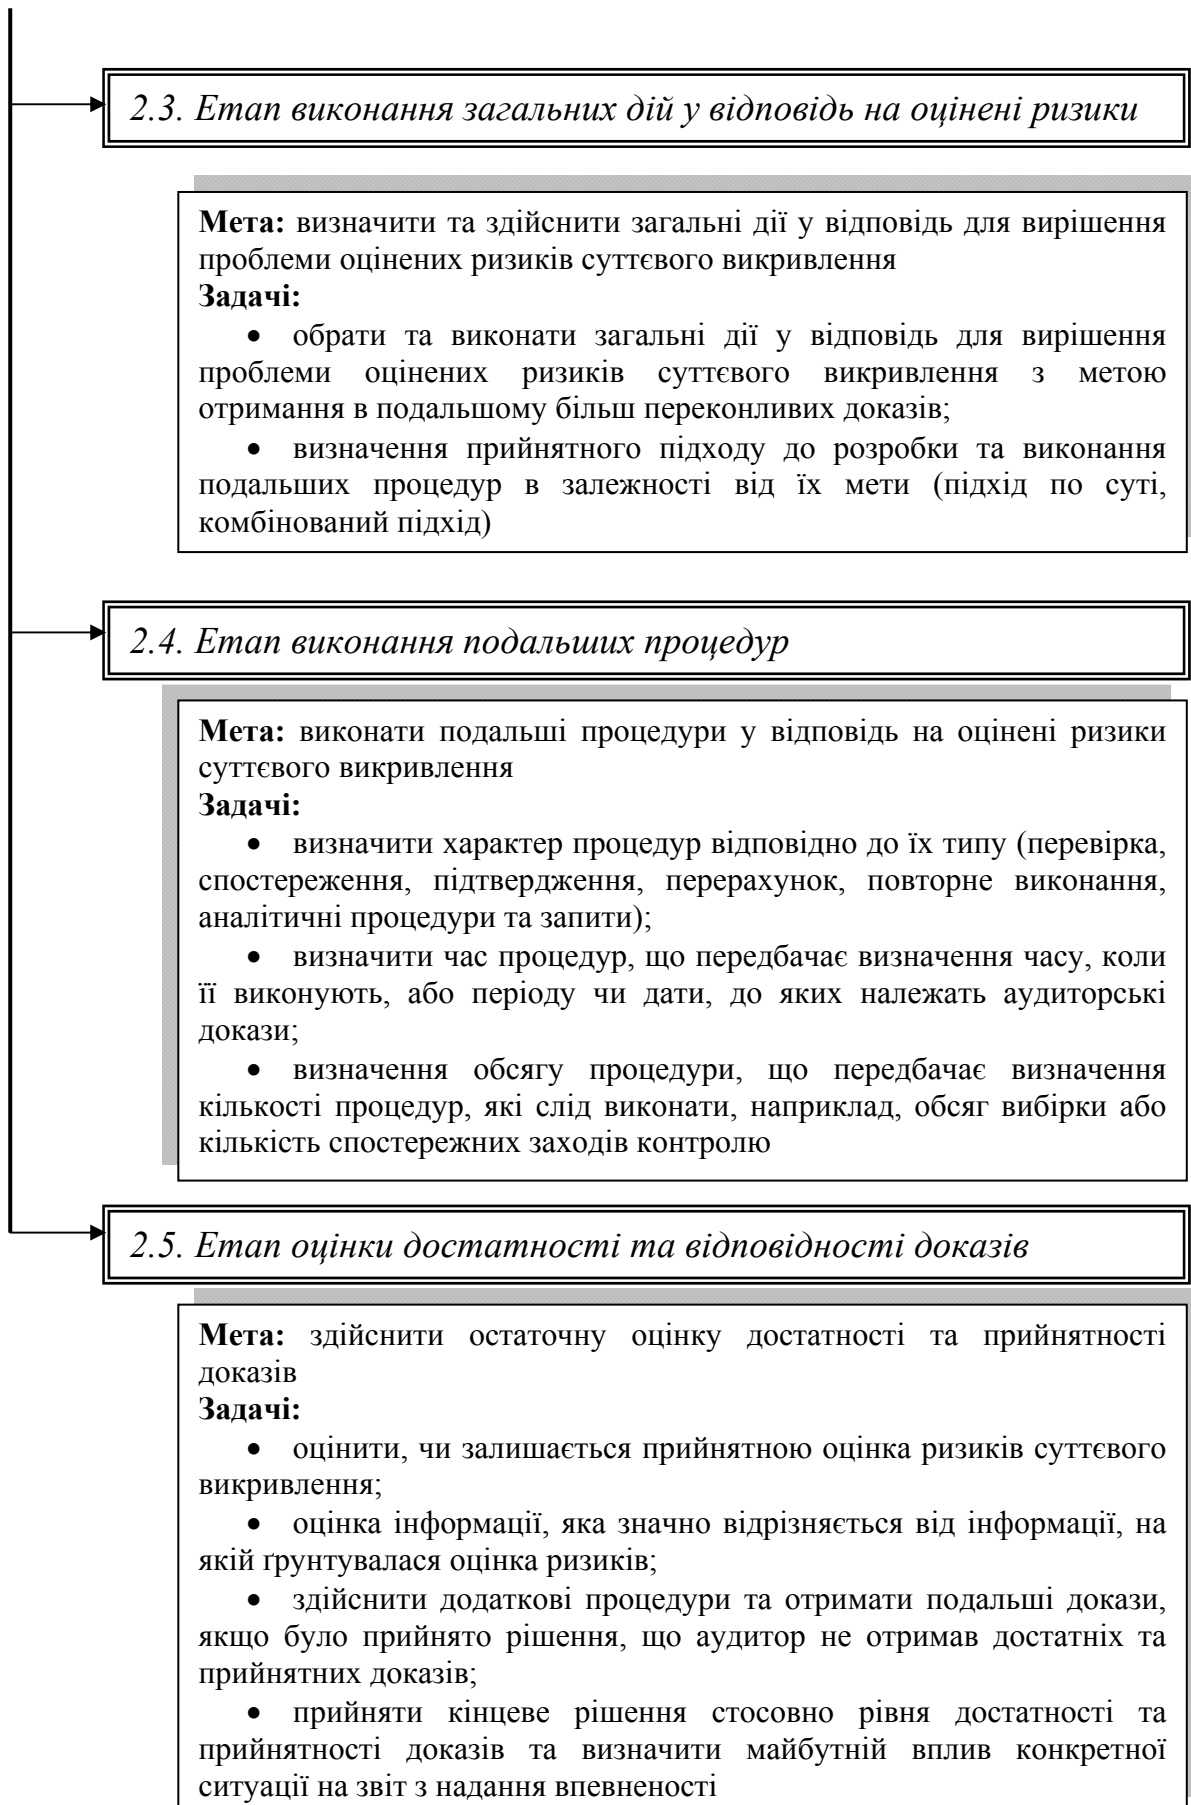 2.3. Етап виконання загальних дій у відповідь на оцінені ризики
Мета: визначити та здійснити загальні дії у відповідь для вирішення
проблеми оцінених ризиків суттєвого викривлення
Задачі:
• обрати та виконати загальні дії у відповідь для вирішення
проблеми оцінених ризиків суттєвого викривлення з метою
отримання в подальшому більш переконливих доказів;
• визначення прийнятного підходу до розробки та виконання
подальших процедур в залежності від їх мети (підхід по суті,
комбінований підхід)
2.4. Етап виконання подальших процедур
Мета: виконати подальші процедури у відповідь на оцінені ризики
суттєвого викривлення
Задачі:
• визначити характер процедур відповідно до їх типу (перевірка,
спостереження, підтвердження, перерахунок, повторне виконання,
аналітичні процедури та запити);
• визначити час процедур, що передбачає визначення часу, коли
її виконують, або періоду чи дати, до яких належать аудиторські
докази;
• визначення обсягу процедури, що передбачає визначення
кількості процедур, які слід виконати, наприклад, обсяг вибірки або
кількість спостережних заходів контролю
2.5. Етап оцінки достатності та відповідності доказів
Мета: здійснити остаточну оцінку достатності та прийнятності
доказів
Задачі:
• оцінити, чи залишається прийнятною оцінка ризиків суттєвого
викривлення;
• оцінка інформації, яка значно відрізняється від інформації, на
якій ґрунтувалася оцінка ризиків;
• здійснити додаткові процедури та отримати подальші докази,
якщо було прийнято рішення, що аудитор не отримав достатніх та
прийнятних доказів;
• прийняти кінцеве рішення стосовно рівня достатності та
прийнятності доказів та визначити майбутній вплив конкретної
ситуації на звіт з надання впевненості